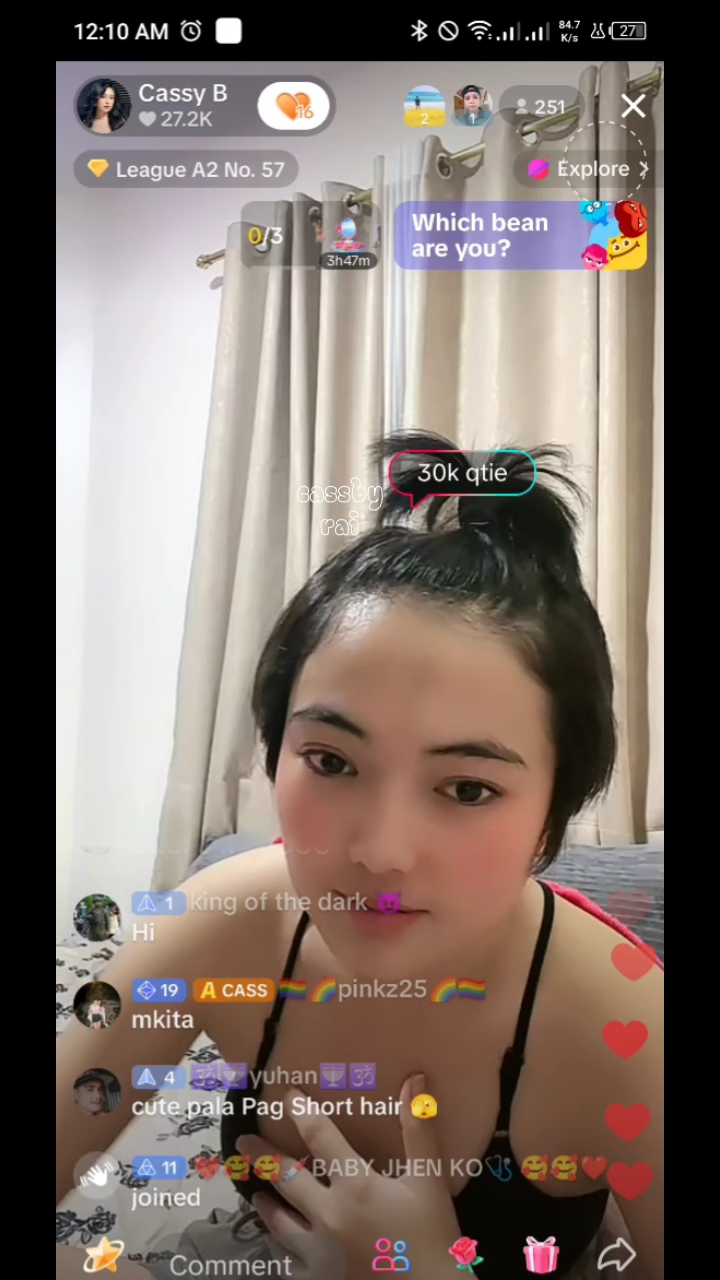 12:10 AM
84.7
K/s
27
Cassy B
27.2K
16
2
1
251
League A2 No. 57
Explore
0/3
3h47m
Which bean
are you?
30k qtie
cassby
rai
1 king of the dark 😈
Hi
19 A CASS 🏳️‍🌈🌈pinkz25🌈🏳️‍🌈
mkita
4 🕉🕎yuhan🕎🕉
cute pala Pag Short hair 🫣
11 ❤️🥰🥰💉BABY JHEN KO🩺 🥰🥰❤️
joined
Comment